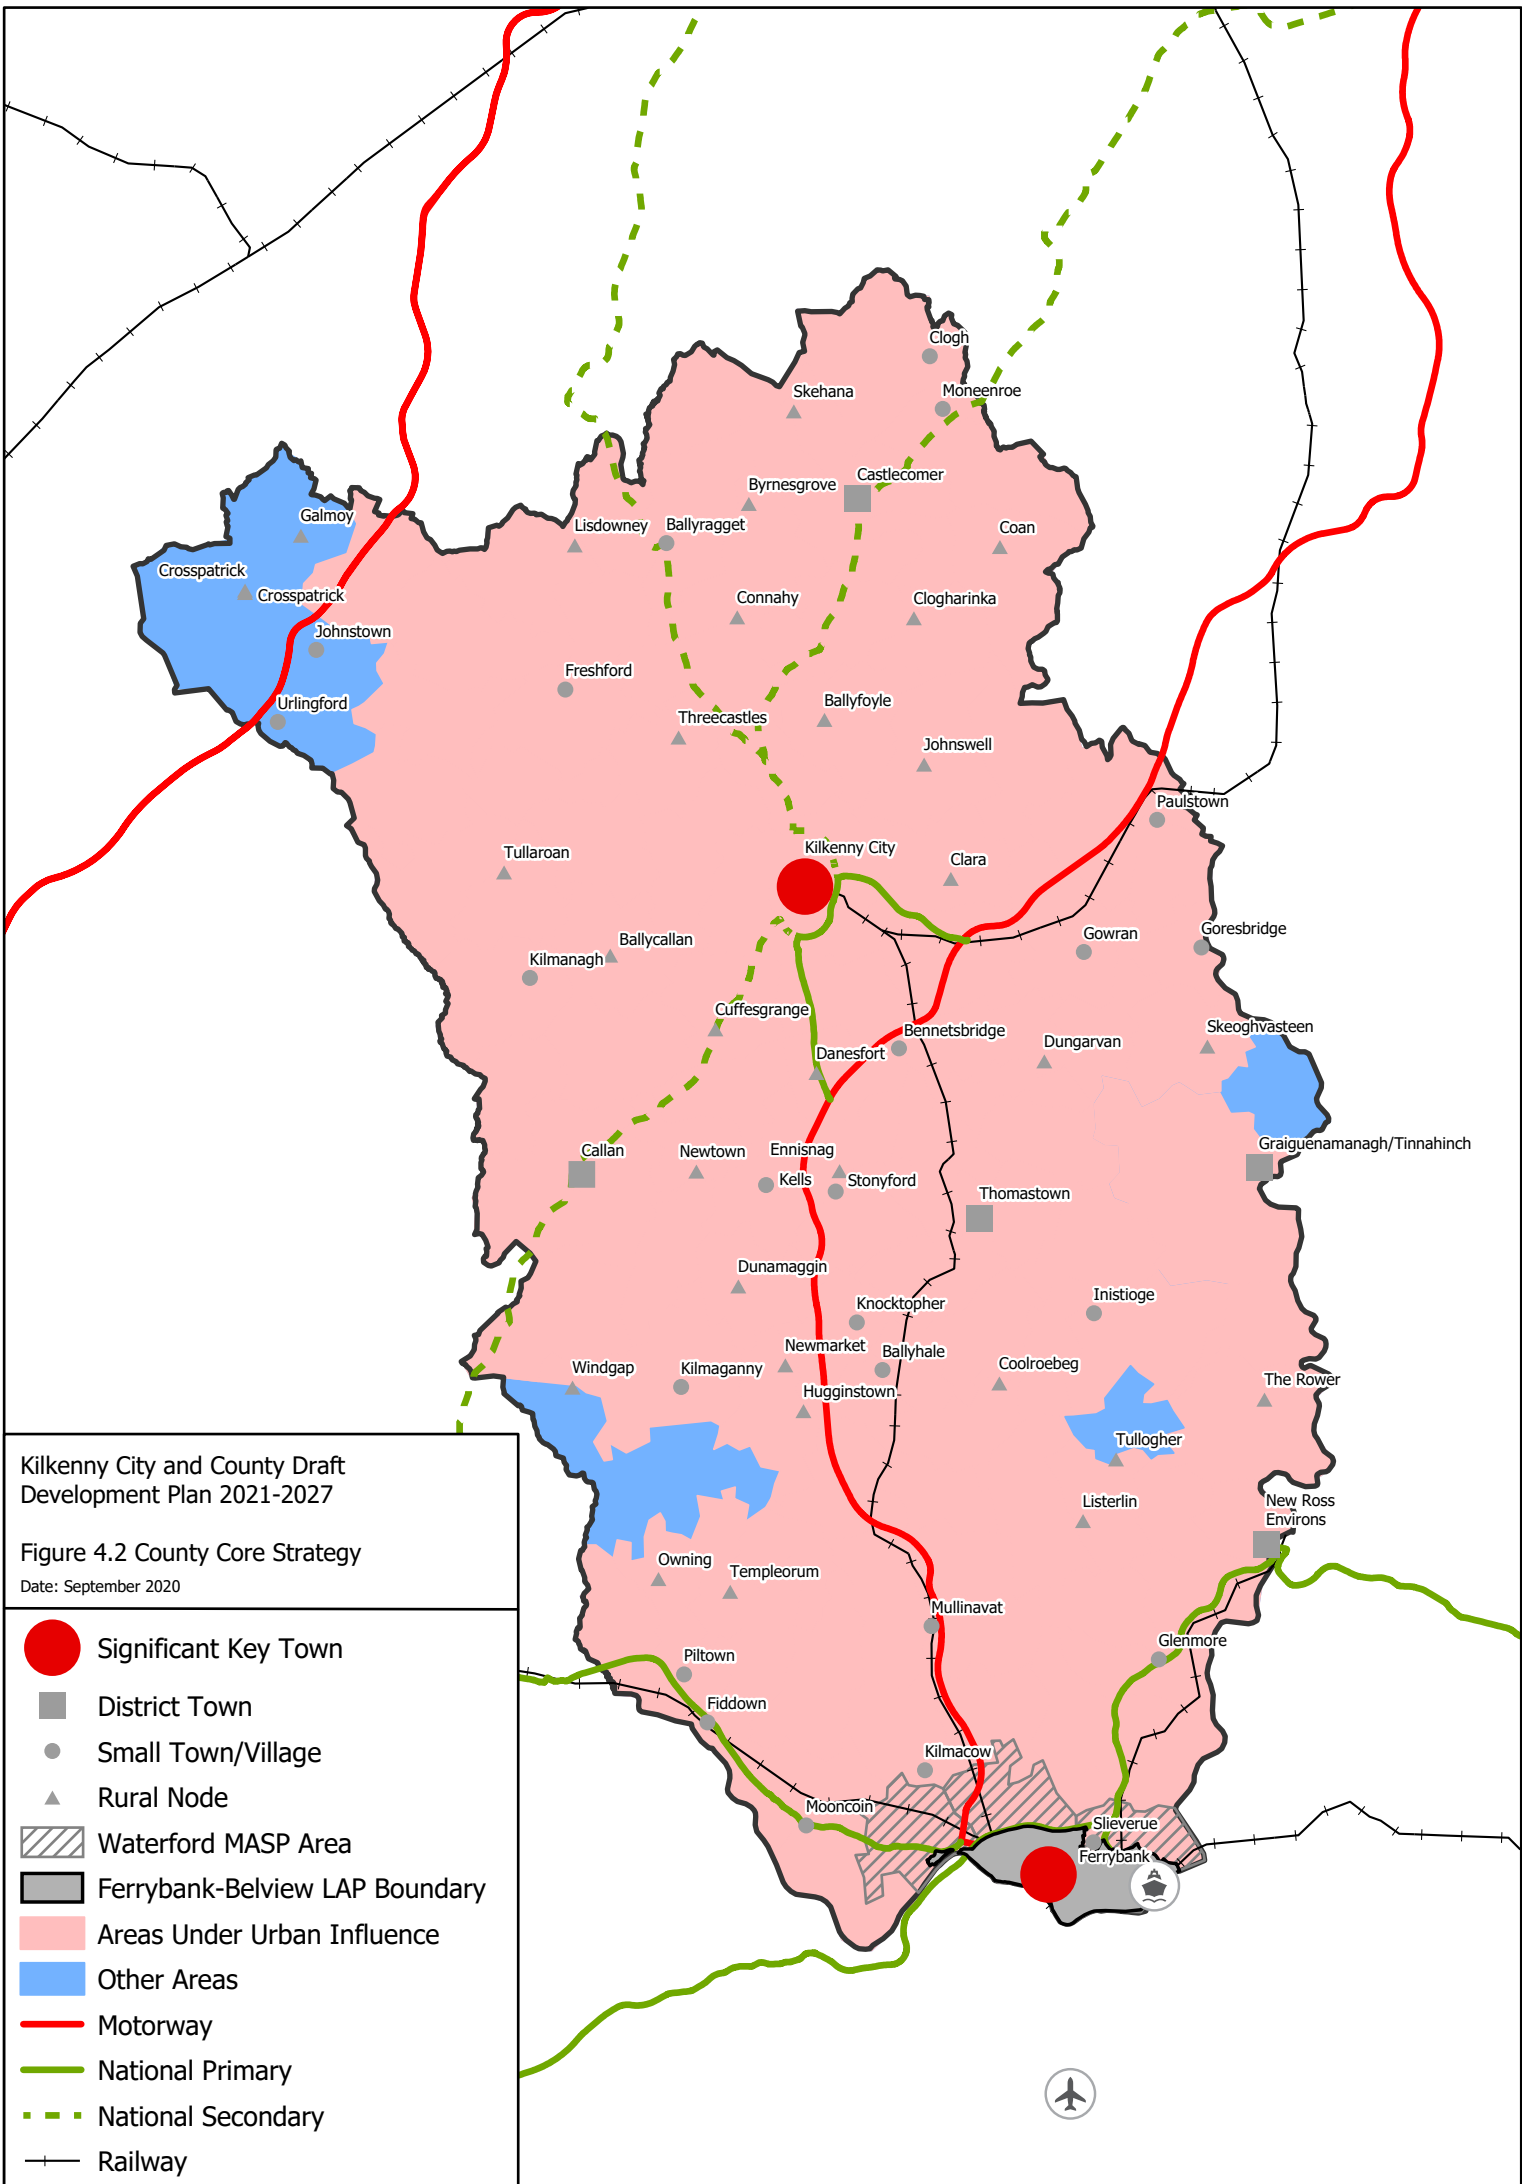 Clogh
Skehana
Moneenroe
Castlecomer
Byrnesgrove
Galmoy
Lisdowney
Ballyragget
Coan
Crosspatrick
Crosspatrick
Connahy
Clogharinka
Johnstown
Freshford
Urlingford
Threecastles
Ballyfoyle
Johnswell
Paulstown
Kilkenny City
Tullaroan
Clara
Goresbridge
Gowran
Ballycallan
Kilmanagh
Cuffesgrange
Skeoghvasteen
Bennetsbridge
Dungarvan
Danesfort
Graiguenamanagh/Tinnahinch
Callan
Newtown
Ennisnag
Kells
Stonyford
Thomastown
Dunamaggin
Inistioge
Knocktopher
Newmarket
Ballyhale
Windgap
Kilmaganny
Coolroebeg
The Rower
Hugginstown
Tullogher
Listerlin
New Ross
Environs
Owning
Templeorum
Mullinavat
Glenmore
Piltown
Fiddown
Kilmacow
Mooncoin
Slieverue
Ferrybank
Kilkenny City and County Draft
Development Plan 2021-2027
Figure 4.2 County Core Strategy
Date: September 2020
Significant Key Town
District Town
Small Town/Village
Rural Node
Waterford MASP Area
Ferrybank-Belview LAP Boundary
Areas Under Urban Influence
Other Areas
Motorway
National Primary
National Secondary
Railway